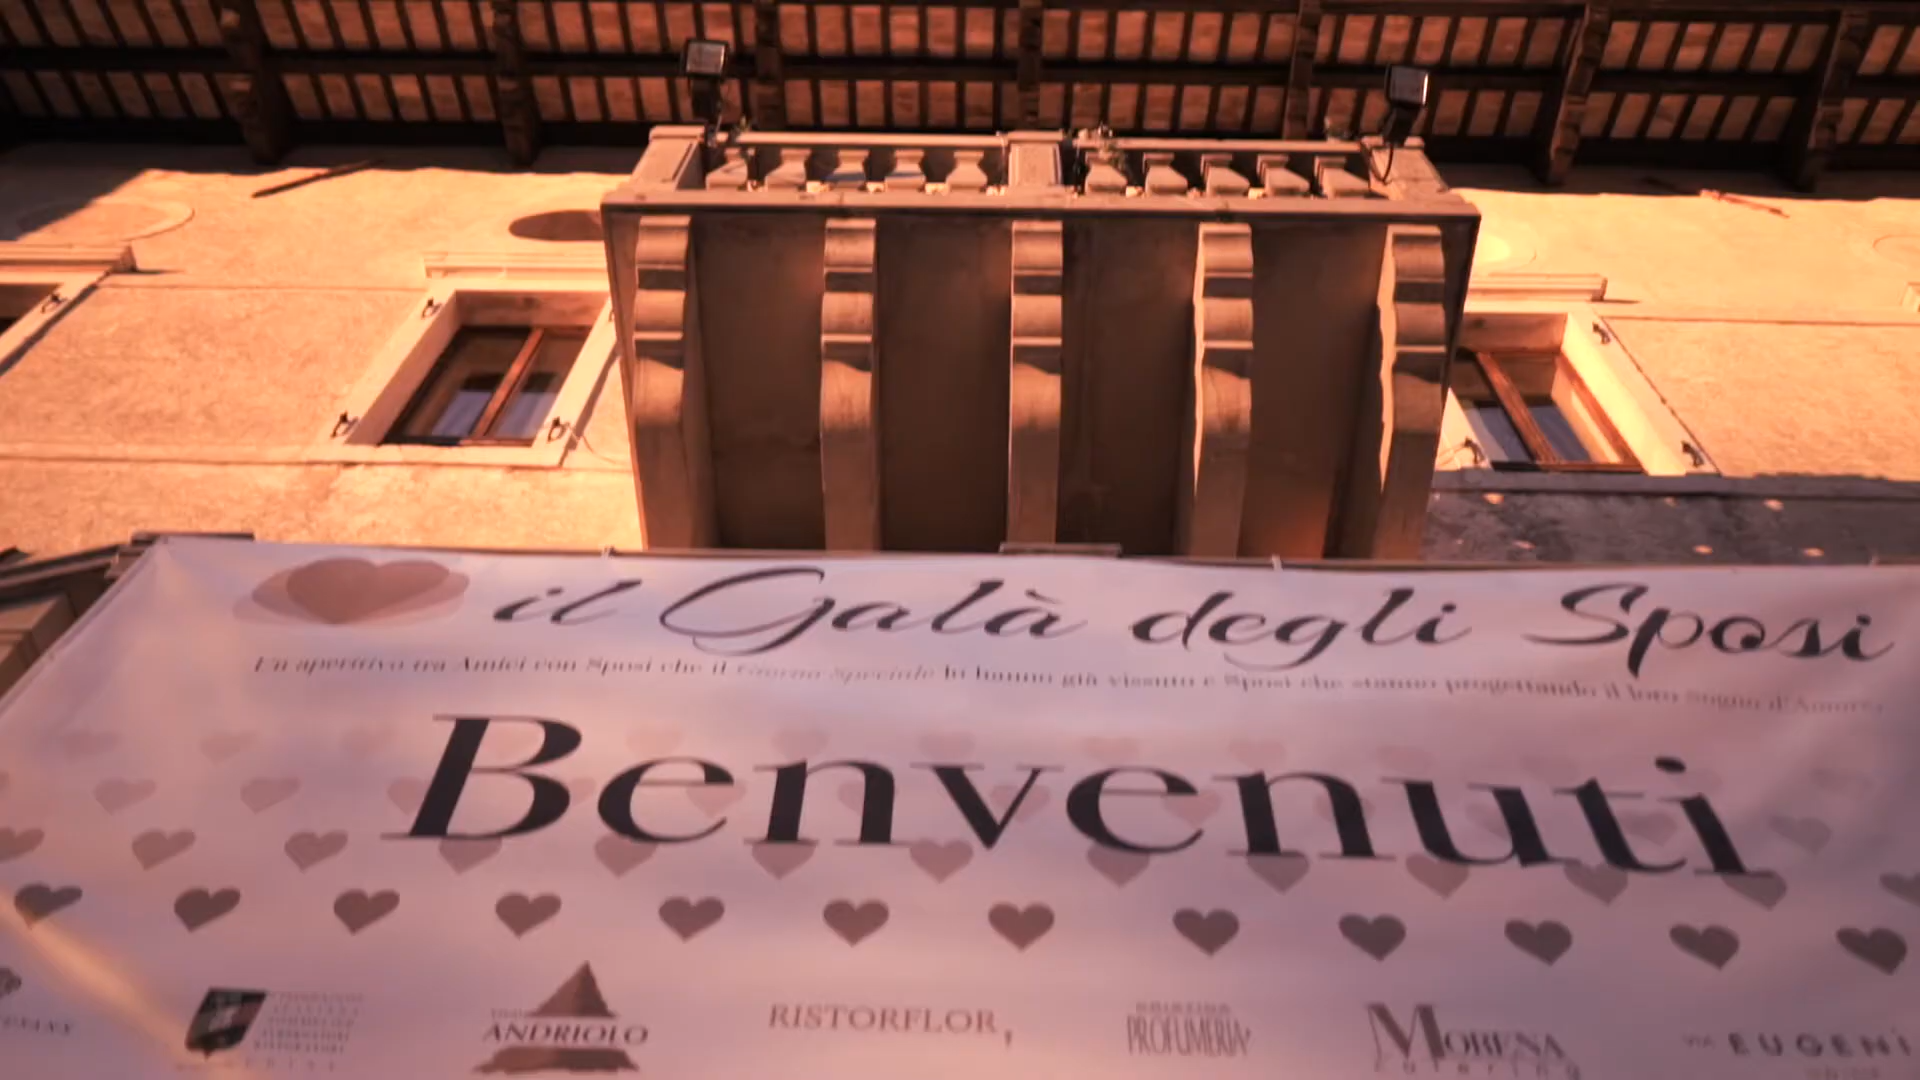 il Galà degli Sposi
Un aperitivo tra Amici con Sposi che il Giorno Speciale lo hanno già vissuto e Sposi che stanno progettando il loro Sogno d'Amore
Benvenuti
ANDRIOLO
RISTORFLOR
PROFUMERIA
MORENA
catering
EUGENI